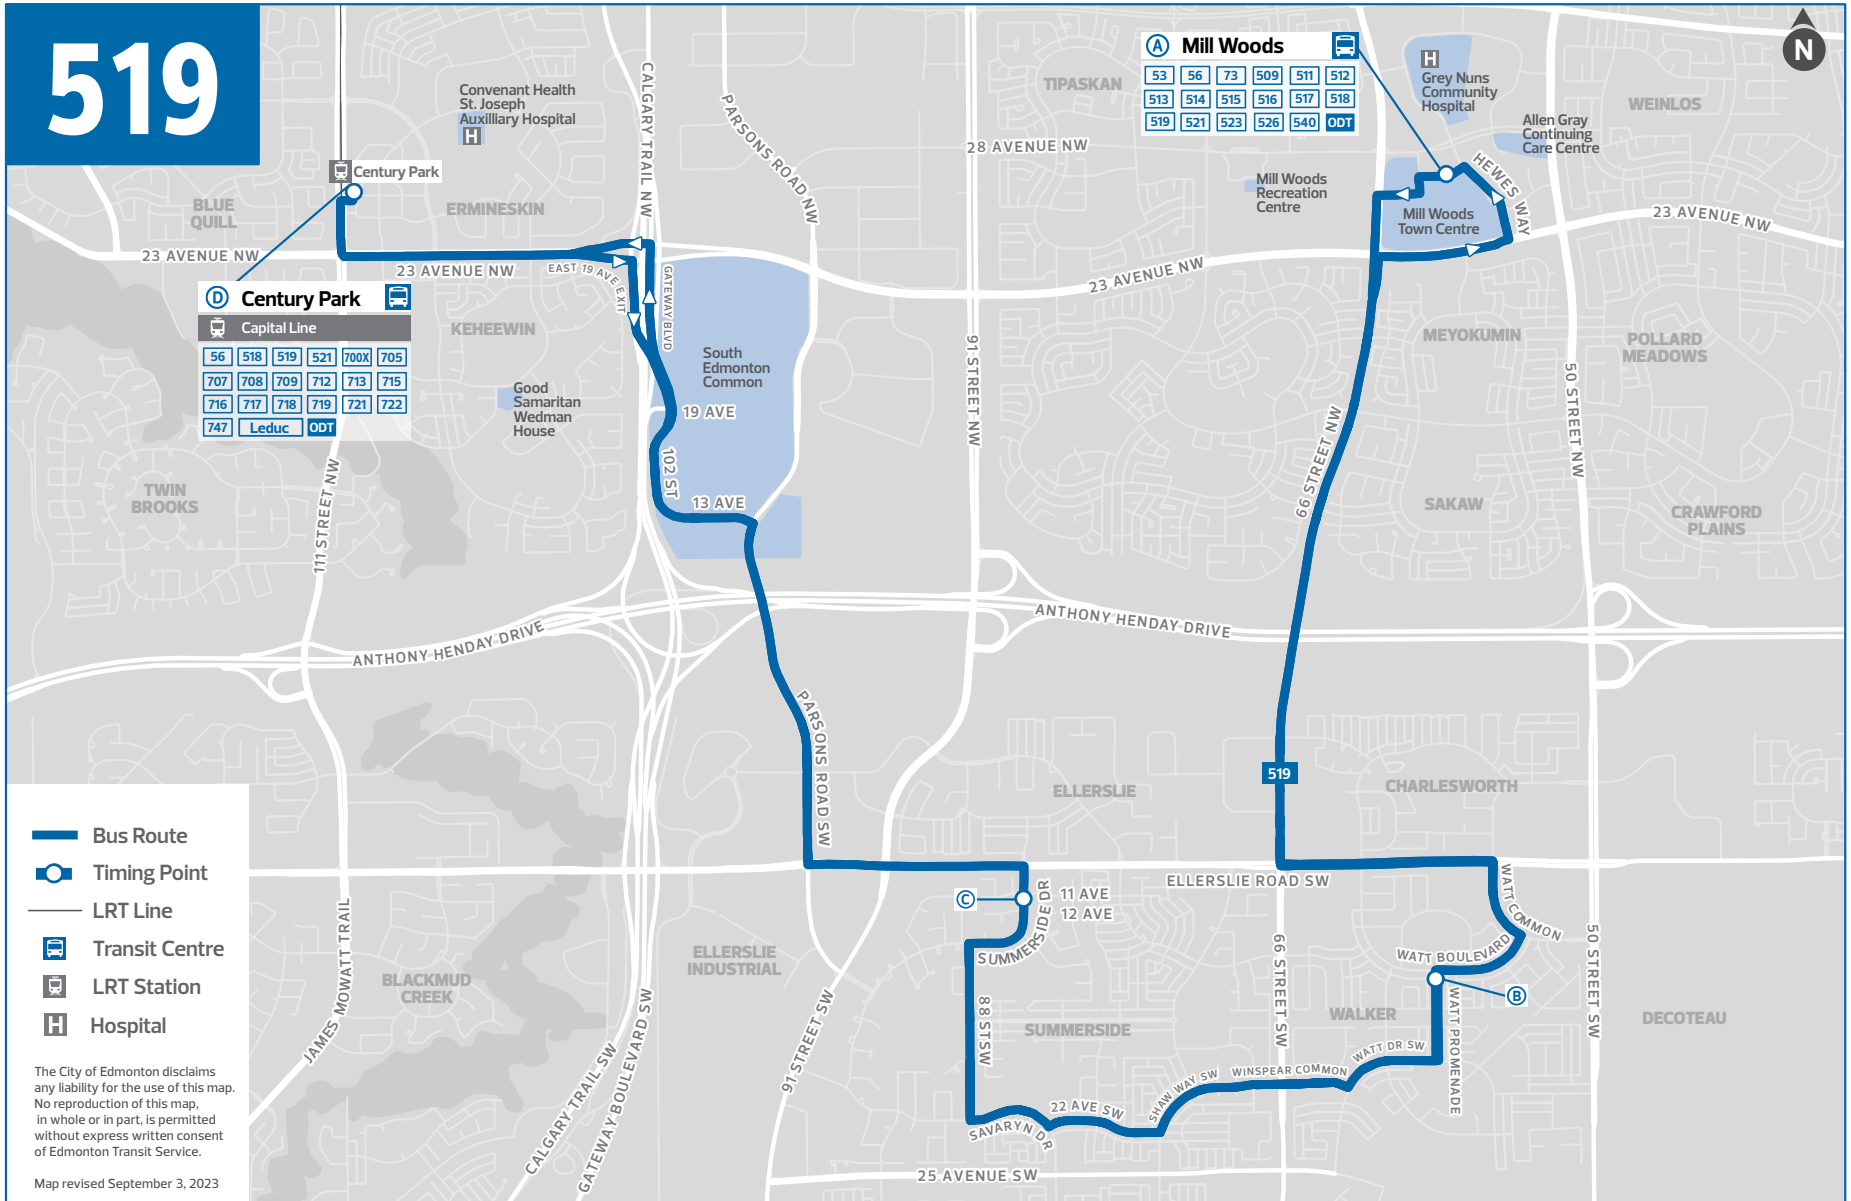 519
Convenant Health
St. Joseph
Auxilliary Hospital
H
CALGARY TRAIL NW
PARSONS ROAD NW
91 STREET NW
TIPASKAN
A Mill Woods
53 56 73 509 511 512
513 514 515 516 517 518
519 521 523 526 540 ODT
H
Grey Nuns
Community
Hospital
WEINLOS
N
Allen Gray
Continuing
Care Centre
28 AVENUE NW
Century Park
BLUE
QUILL
ERMINESKIN
Mill Woods
Recreation
Centre
HEWES WAY
Mill Woods
Town Centre
23 AVENUE NW
23 AVENUE NW
23 AVENUE NW
EAST 19 AVE EXIT
GATEWAY BLVD
23 AVENUE NW
D Century Park
Capital Line
56 518 519 521 700X 705
707 708 709 712 713 715
716 717 718 719 721 722
747 Leduc ODT
KEHEEWIN
South
Edmonton
Common
MEYOKUMIN
POLLARD
MEADOWS
Good
Samaritan
Wedman
House
19 AVE
50 STREET NW
66 STREET NW
102 ST
13 AVE
TWIN
BROOKS
111 STREET NW
SAKAW
CRAWFORD
PLAINS
ANTHONY HENDAY DRIVE
ANTHONY HENDAY DRIVE
PARSONS ROAD SW
519
ELLERSLIE
CHARLESWORTH
ELLERSLIE ROAD SW
C
SUMMERSIDE DR
11 AVE
12 AVE
WATT COMMON
WATT BOULEVARD
B
WATT PROMENADE
50 STREET SW
66 STREET SW
ELLERSLIE
INDUSTRIAL
BLACKMUD
CREEK
88 ST SW
SUMMERSIDE
WALKER
DECOTEAU
WATT DR SW
WINSPEAR COMMON
SHAW WAY SW
22 AVE SW
SAVARYN DR
25 AVENUE SW
91 STREET SW
JAMES MOWATT TRAIL
CALGARY TRAIL SW
GATEWAY BOULEVARD SW
Bus Route
Timing Point
LRT Line
Transit Centre
LRT Station
H Hospital
The City of Edmonton disclaims
any liability for the use of this map.
No reproduction of this map,
in whole or in part, is permitted
without express written consent
of Edmonton Transit Service.
Map revised September 3, 2023